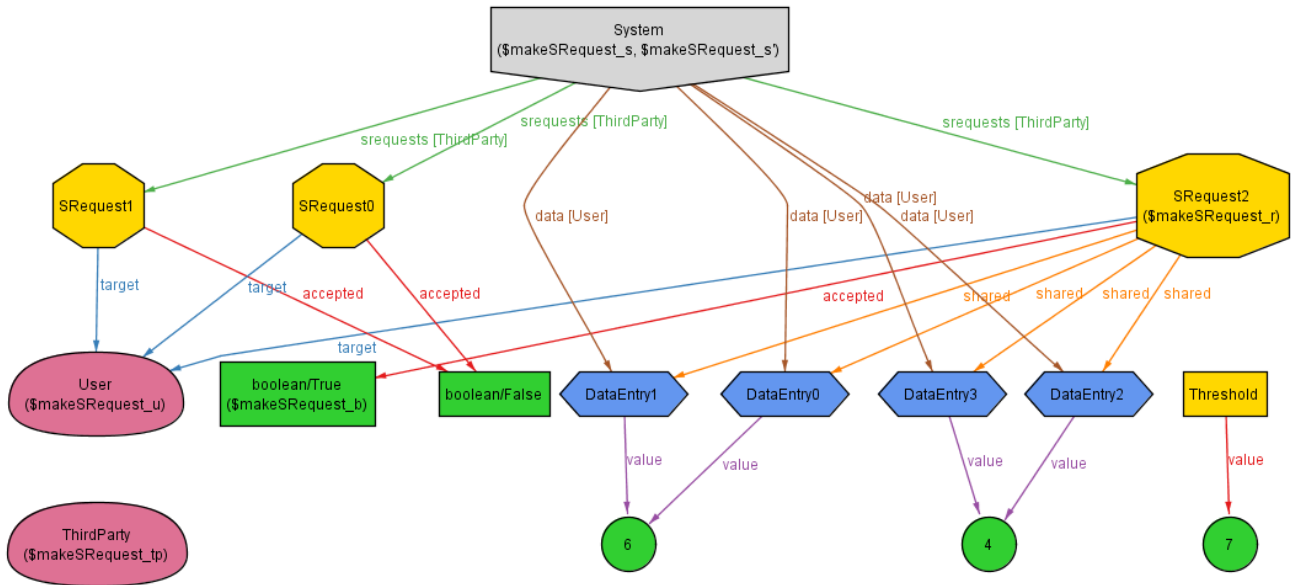 System
($makeSRequest_s, $makeSRequest_s')
srequests [ThirdParty]
srequests [ThirdParty]
srequests [ThirdParty]
SRequest1
SRequest0
SRequest2
($makeSRequest_r)
data [User]
data [User]
data [User]
data [User]
target
target
accepted
accepted
accepted
shared
shared
shared
shared
target
User
($makeSRequest_u)
boolean/True
($makeSRequest_b)
boolean/False
DataEntry1
DataEntry0
DataEntry3
DataEntry2
Threshold
value
value
value
value
value
ThirdParty
($makeSRequest_tp)
6
4
7